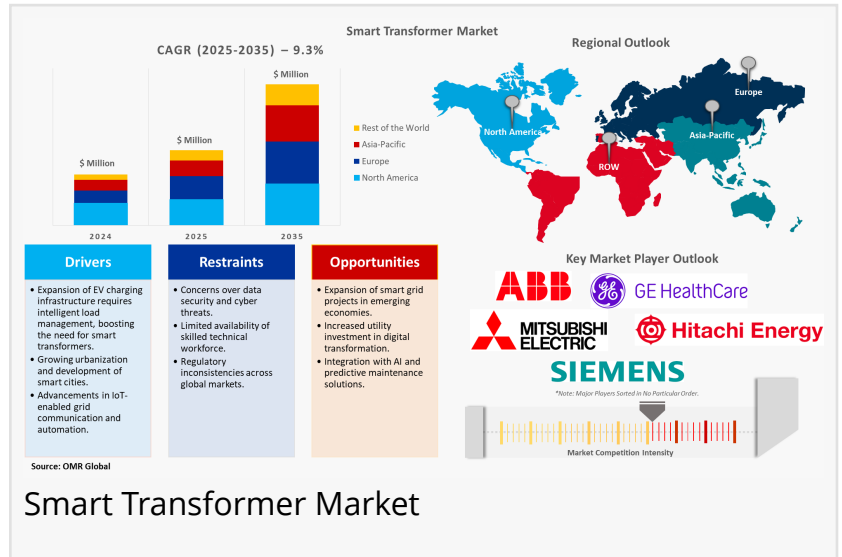 Smart Transformer Market
CAGR (2025-2035) – 9.3%
$ Million
$ Million
$ Million
2024
2025
2035
Rest of the World
Asia-Pacific
Europe
North America
Regional Outlook
North America
Europe
Asia-Pacific
ROW
Drivers
• Expansion of EV charging
infrastructure requires
intelligent load
management, boosting
the need for smart
transformers.
• Growing urbanization
and development of
smart cities.
• Advancements in IoT-
enabled grid
communication and
automation.
Restraints
• Concerns over data
security and cyber
threats.
• Limited availability of
skilled technical
workforce.
• Regulatory
inconsistencies across
global markets.
Opportunities
• Expansion of smart grid
projects in emerging
economies.
• Increased utility
investment in digital
transformation.
• Integration with AI and
predictive maintenance
solutions.
Key Market Player Outlook
ABB
GE HealthCare
MITSUBISHI
ELECTRIC
Hitachi Energy
SIEMENS
*Note: Major Players Sorted in No Particular Order.
Market Competition Intensity
Source: OMR Global
Smart Transformer Market